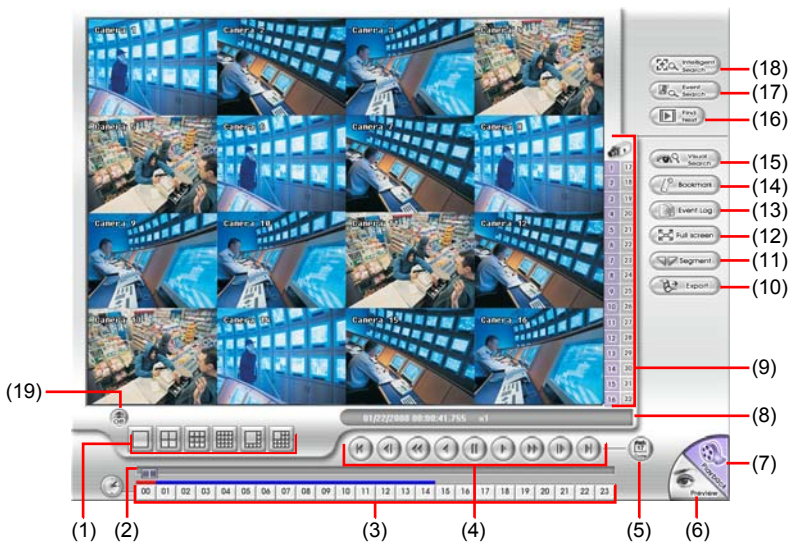 Camera 1 Camera 2 Camera 3 Camera
Camera Camera Camera 7 Camera
Camera 9 Camera 10 Camera 11 Camera 12
Camera 13 Camera Camera 15 Camera 16
Intelligent Search (18)
Event Search (17)
Find Next (16)
Visual Search (15)
Bookmark (14)
Event Log (13)
Full screen (12)
Segment (11)
Export (10)
1 17
2 18
3 19
4 20
5 21
6 22
7 23
8 24
9 25
10 26
11 27
12 28
13 29
14 30
15 31
16 32
(9)
(19)
01/22/2008 00:00:41.755 x1
(8)
Playback
(7)
Preview
00 01 02 03 04 05 06 07 08 09 10 11 12 13 14 15 16 17 18 19 20 21 22 23
(1) (2) (3) (4) (5) (6)